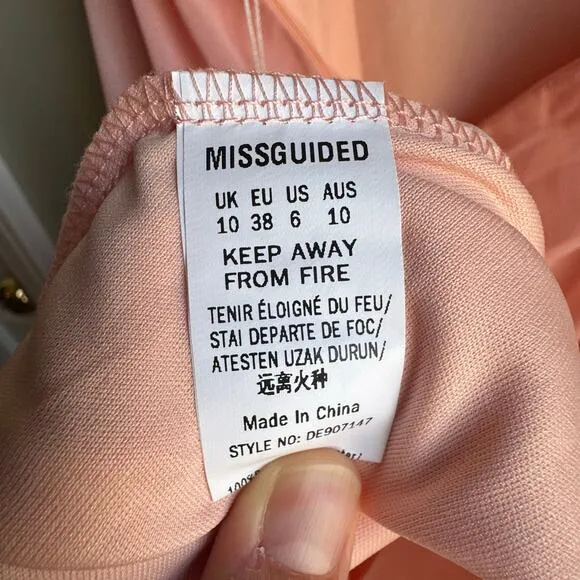 MISSGUIDED
UK EU US AUS
10 38 6 10
KEEP AWAY
FROM FIRE
TENIR ÉLOIGNÉ DU FEU/
STAI DEPARTE DE FOC/
ATESTEN UZAK DURUN/
远离火种
Made In China
STYLE NO: DE907147